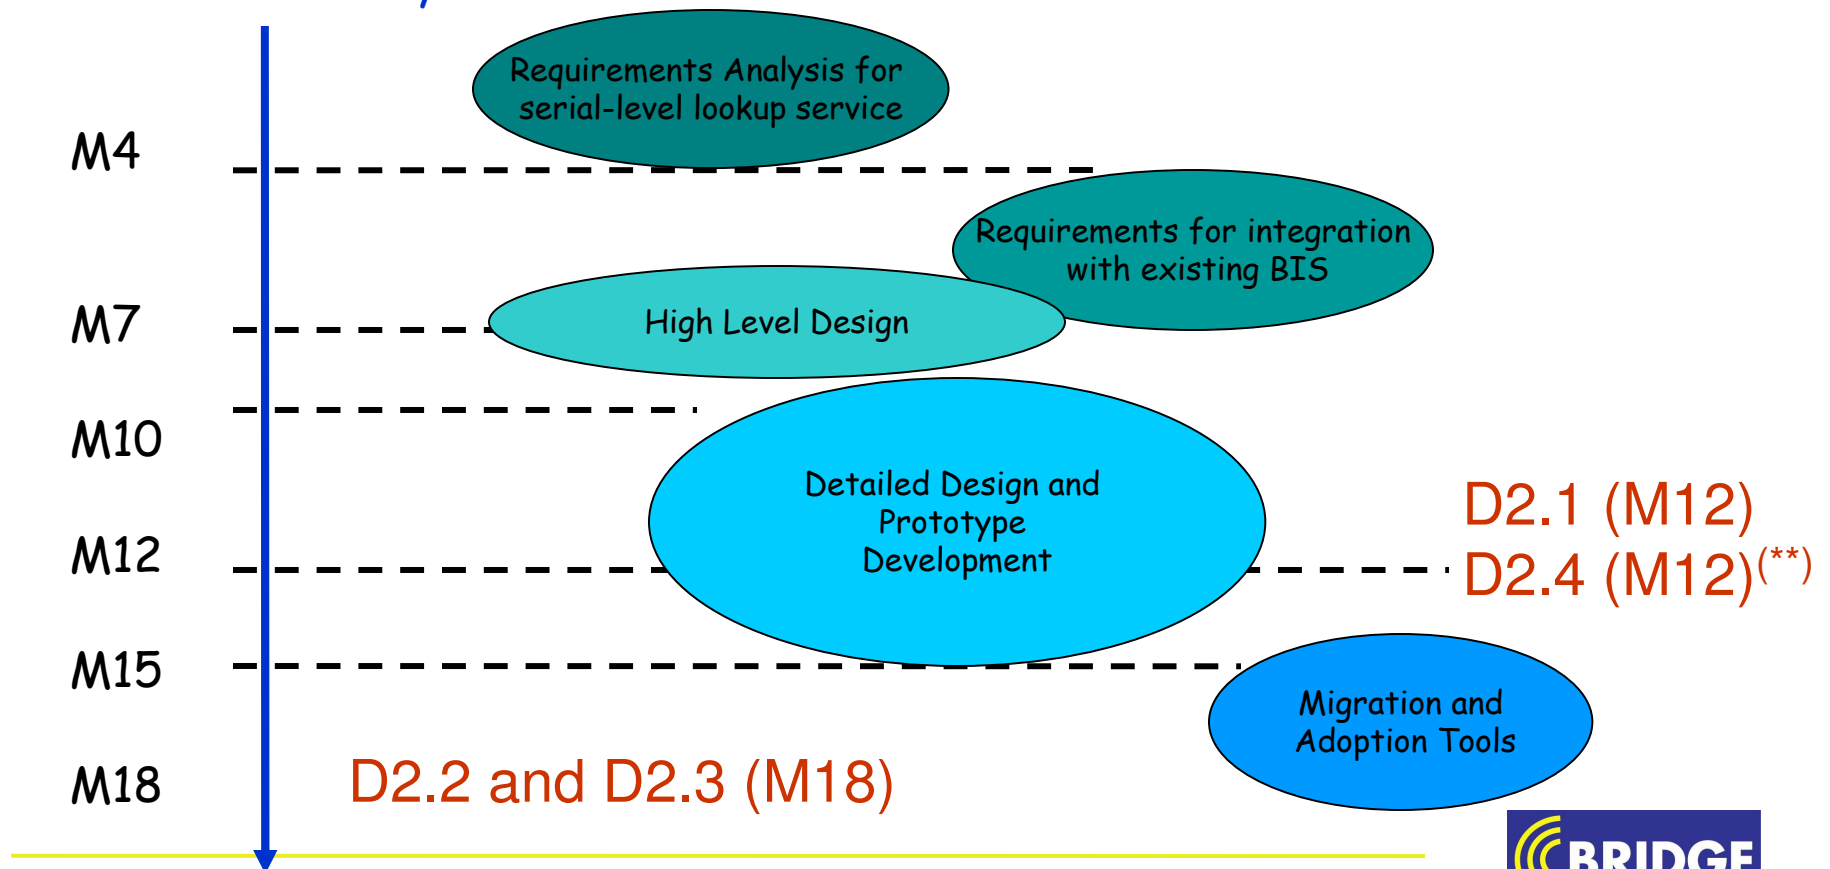 Requirements Analysis for
serial-level lookup service
M4
Requirements for integration
with existing BIS
M7
High Level Design
M10
Detailed Design and
Prototype
Development
D2.1 (M12)
M12
D2.4 (M12)(**)
M15
Migration and
Adoption Tools
M18
D2.2 and D2.3 (M18)
BRIDGE